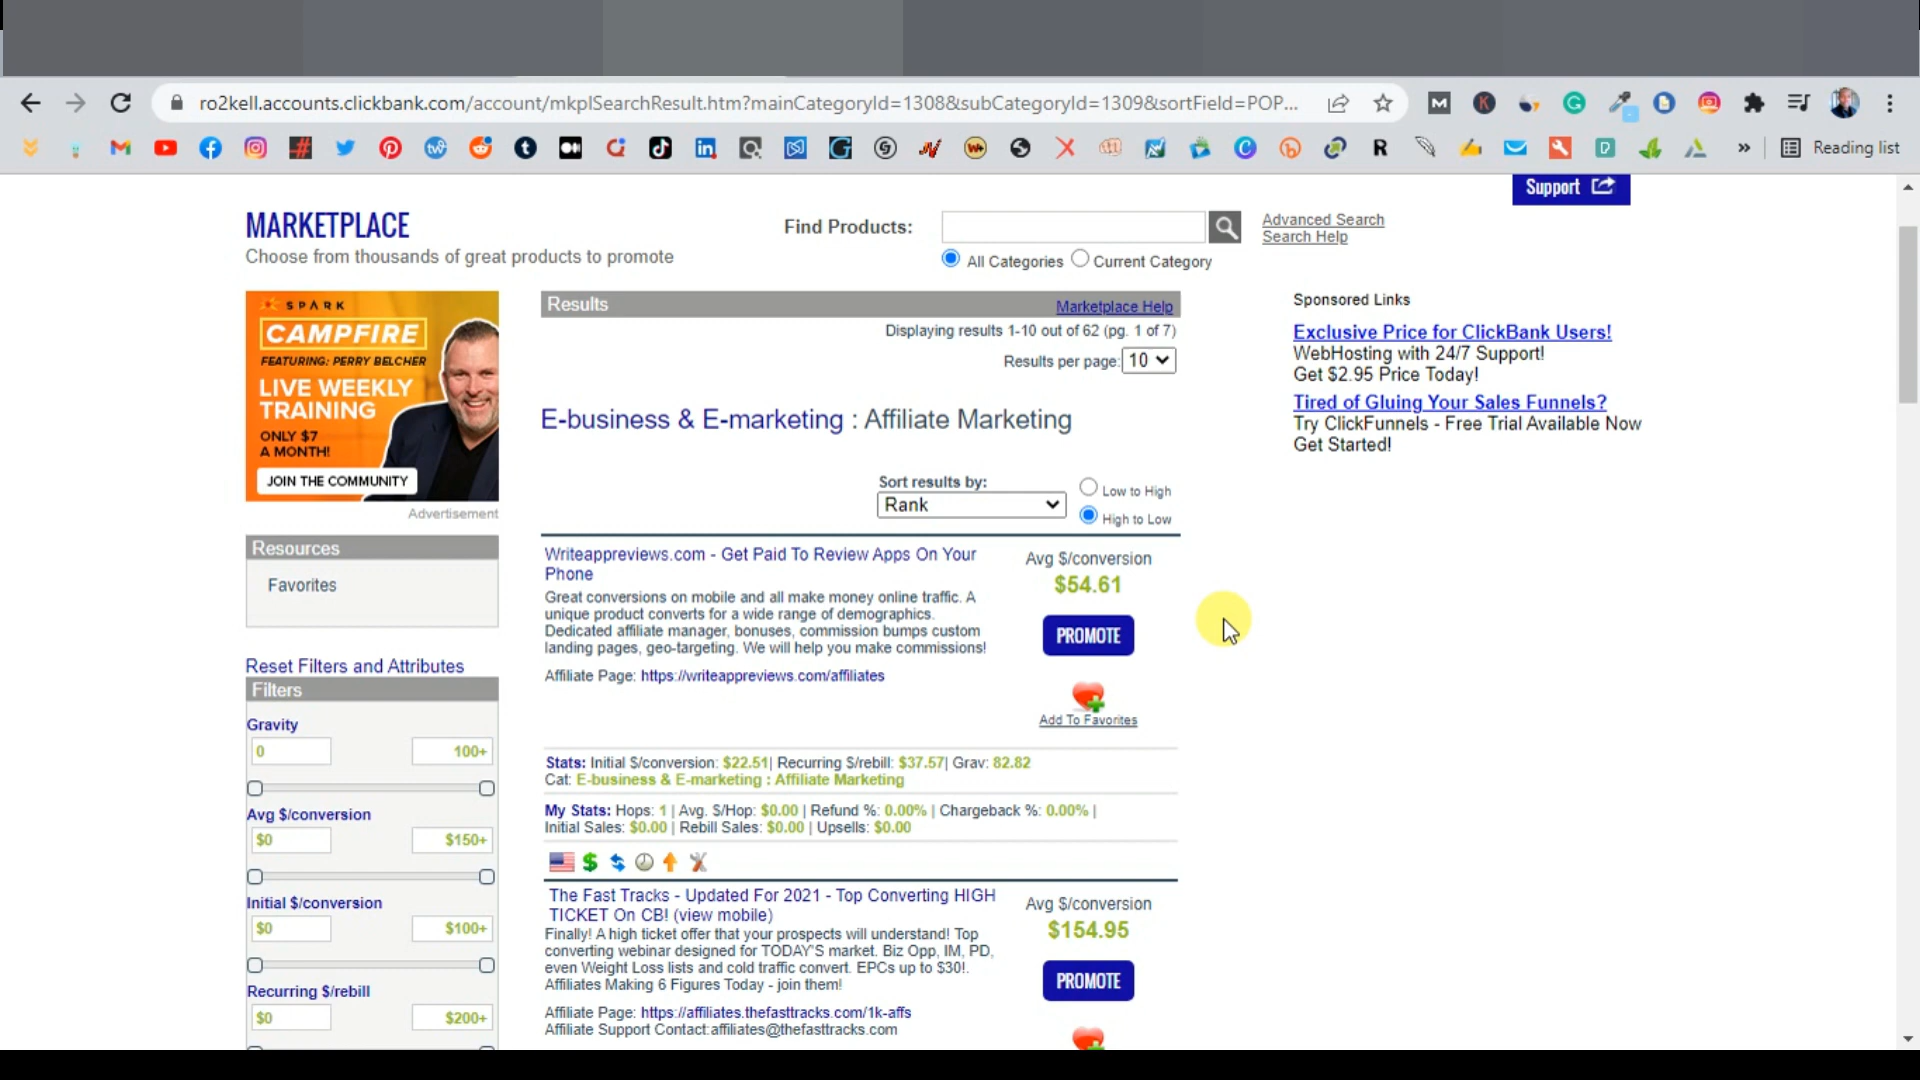 ro2kell.accounts.clickbank.com/account/mkplSearchResult.htm?mainCategoryId=1308&subCategoryId=1309&sortField=POP...
Reading list
Support
MARKETPLACE
Choose from thousands of great products to promote
Find Products:
Advanced Search
Search Help
All Categories Current Category
SPARK
CAMPFIRE
FEATURING: PERRY BELCHER
LIVE WEEKLY
TRAINING
ONLY $7
A MONTH!
JOIN THE COMMUNITY
Advertisement
Resources
Favorites
Reset Filters and Attributes
Filters
Gravity
0 100+
Avg $/conversion
$0 $150+
Initial $/conversion
$0 $100+
Recurring $/rebill
$0 $200+
Results Marketplace Help
Displaying results 1-10 out of 62 (pg. 1 of 7)
Results per page: 10
E-business & E-marketing : Affiliate Marketing
Sort results by:
Rank
Low to High
High to Low
Writeappreviews.com - Get Paid To Review Apps On Your
Phone
Great conversions on mobile and all make money online traffic. A
unique product converts for a wide range of demographics.
Dedicated affiliate manager, bonuses, commission bumps custom
landing pages, geo-targeting. We will help you make commissions!
Affiliate Page: https://writeappreviews.com/affiliates
Avg $/conversion
$54.61
PROMOTE
Add To Favorites
Stats: Initial $/conversion: $22.51| Recurring $/rebill: $37.57| Grav: 82.82
Cat: E-business & E-marketing : Affiliate Marketing
My Stats: Hops: 1 | Avg. $/Hop: $0.00 | Refund %: 0.00% | Chargeback %: 0.00% |
Initial Sales: $0.00 | Rebill Sales: $0.00 | Upsells: $0.00
The Fast Tracks - Updated For 2021 - Top Converting HIGH
TICKET On CB! (view mobile)
Finally! A high ticket offer that your prospects will understand! Top
converting webinar designed for TODAY'S market. Biz Opp, IM, PD,
even Weight Loss lists and cold traffic convert. EPCs up to $30!.
Affiliates Making 6 Figures Today - join them!
Affiliate Page: https://affiliates.thefasttracks.com/1k-affs
Affiliate Support Contact:affiliates@thefasttracks.com
Avg $/conversion
$154.95
PROMOTE
Sponsored Links
Exclusive Price for ClickBank Users!
WebHosting with 24/7 Support!
Get $2.95 Price Today!
Tired of Gluing Your Sales Funnels?
Try ClickFunnels - Free Trial Available Now
Get Started!